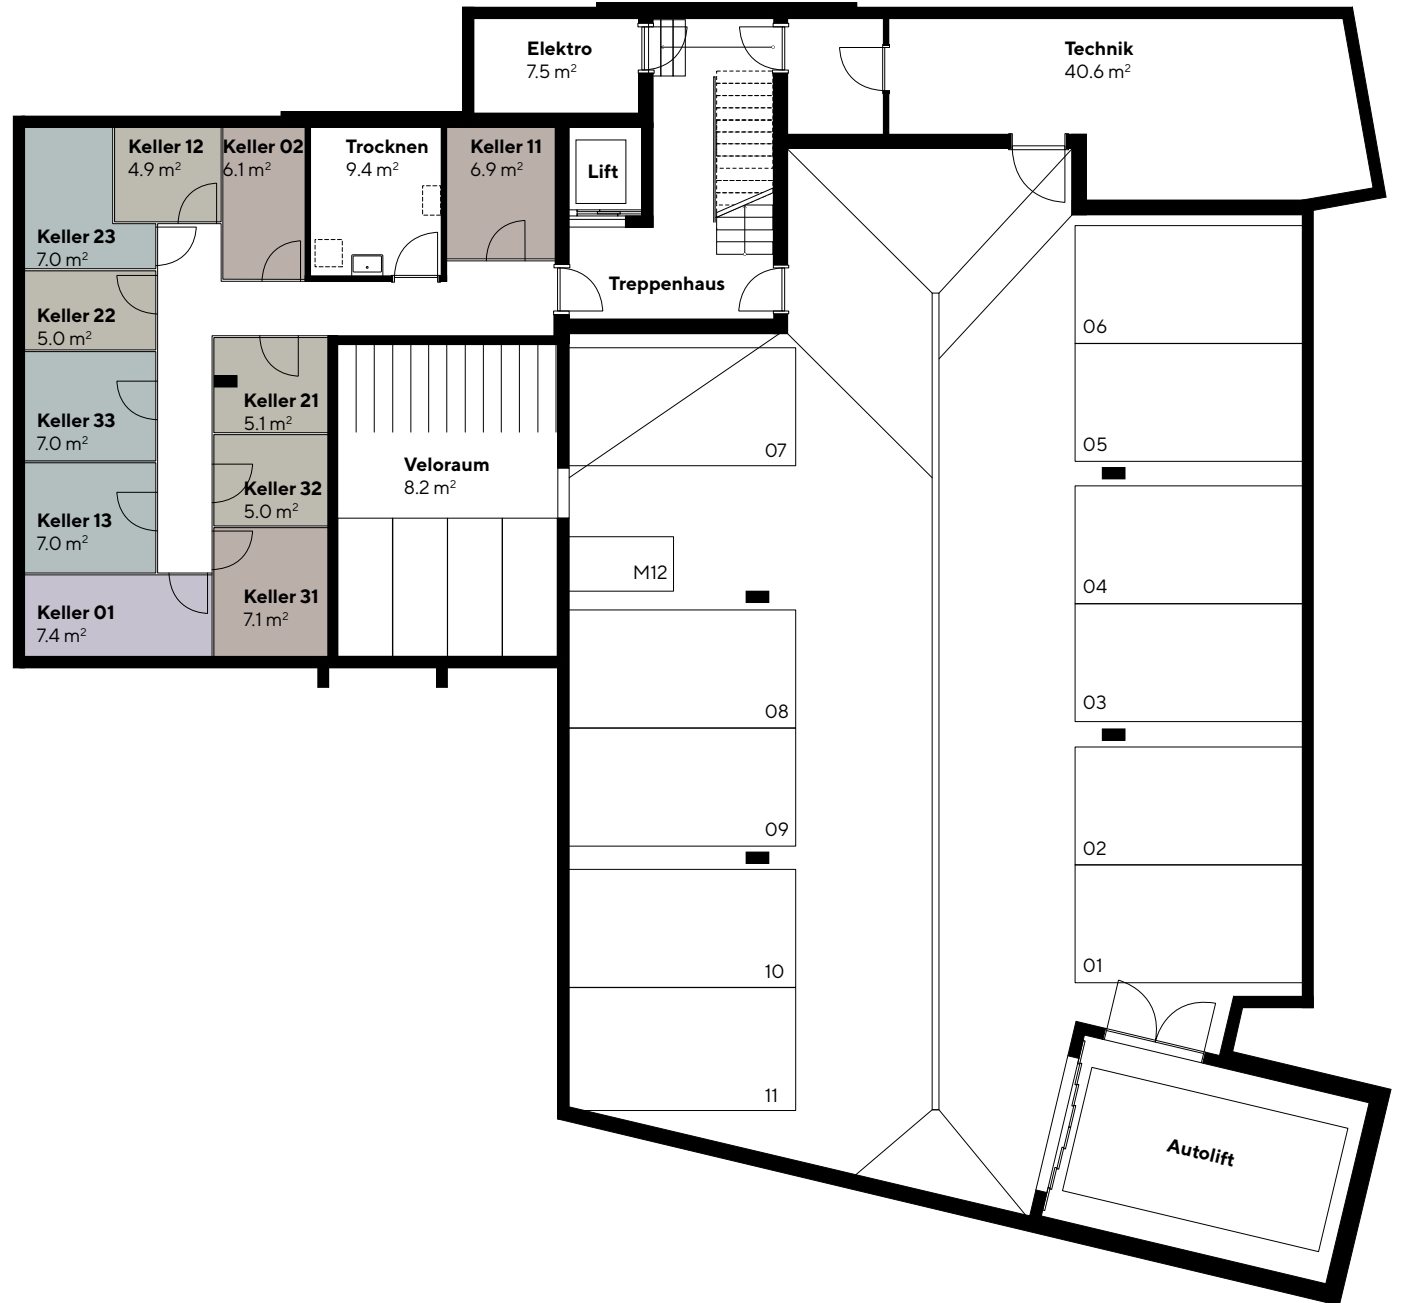 Elektro
7.5 m²
Technik
40.6 m²
Keller 12
4.9 m²
Keller 02
6.1 m²
Trocknen
9.4 m²
Keller 11
6.9 m²
Lift
Keller 23
7.0 m²
Treppenhaus
Keller 22
5.0 m²
06
Keller 21
5.1 m²
Keller 33
7.0 m²
07
05
Veloraum
8.2 m²
Keller 32
5.0 m²
Keller 13
7.0 m²
M12
04
Keller 31
7.1 m²
Keller 01
7.4 m²
08
03
09
02
10
01
11
Autolift